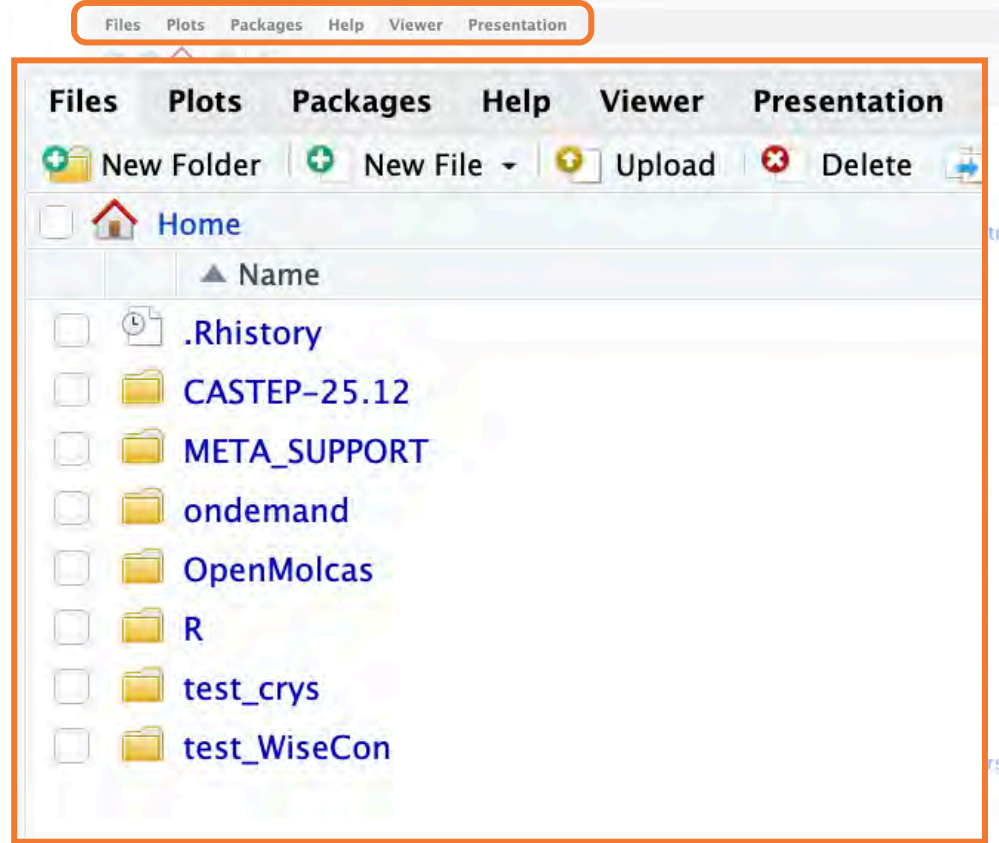 Files Plots Packages Help Viewer Presentation
Files Plots Packages Help Viewer Presentation
New Folder New File Upload Delete
Home
Name
.Rhistory
CASTEP-25.12
META_SUPPORT
ondemand
OpenMolcas
R
test_crys
test_WiseCon